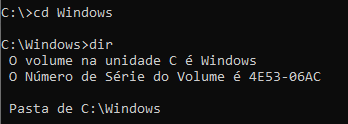 C:\>cd Windows
C:\Windows>dir
O volume na unidade C é Windows
O Número de Série do Volume é 4E53-06AC
Pasta de C:\Windows